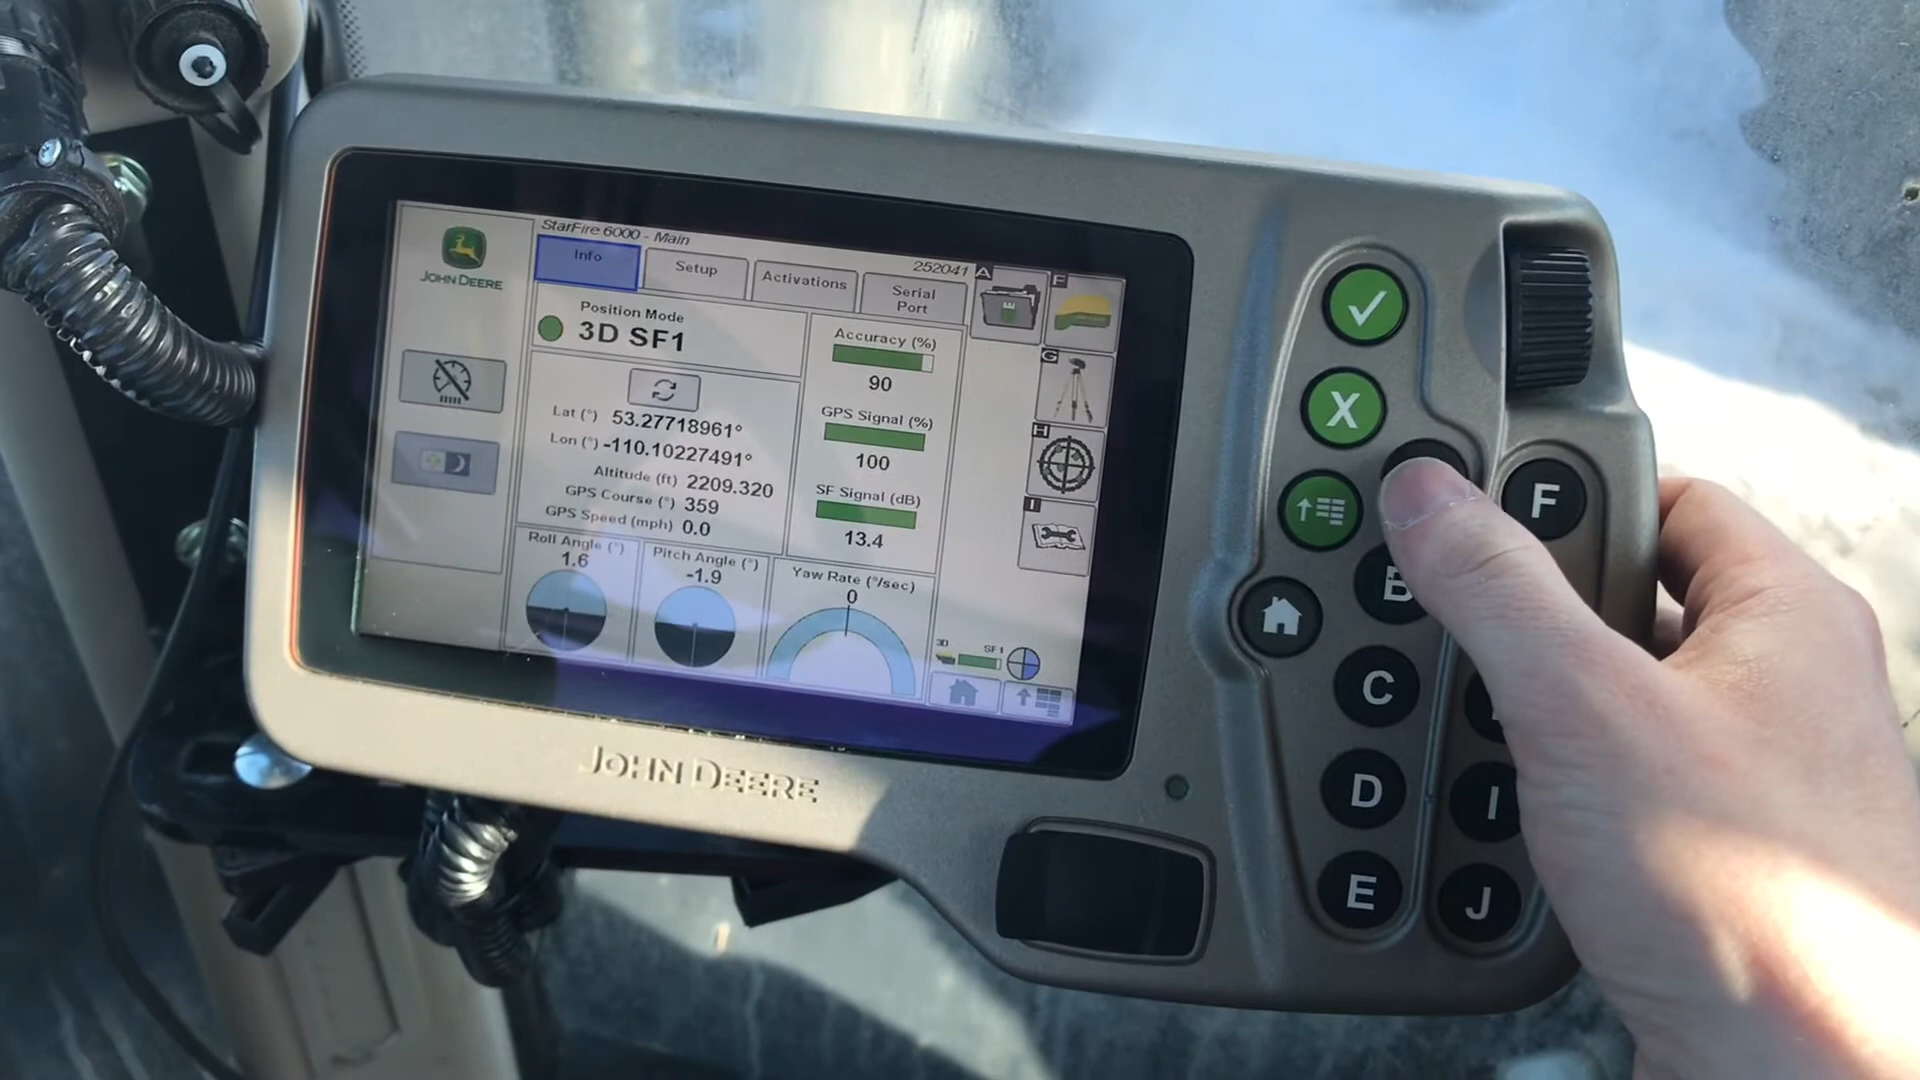 StarFire 6000 - Main
252041
JOHN DEERE
Info
Setup
Activations
Serial
Port
A
F
G
H
I
Position Mode
3D SF1
Lat (°) 53.27718961°
Lon (°) -110.10227491°
Altitude (ft) 2209.320
GPS Course (°) 359
GPS Speed (mph) 0.0
Accuracy (%)
90
GPS Signal (%)
100
SF Signal (dB)
13.4
Roll Angle (°)
1.6
Pitch Angle (°)
-1.9
Yaw Rate (°/sec)
0
3D
SF1
JOHN DEERE
X
F
B
C
D
I
E
J